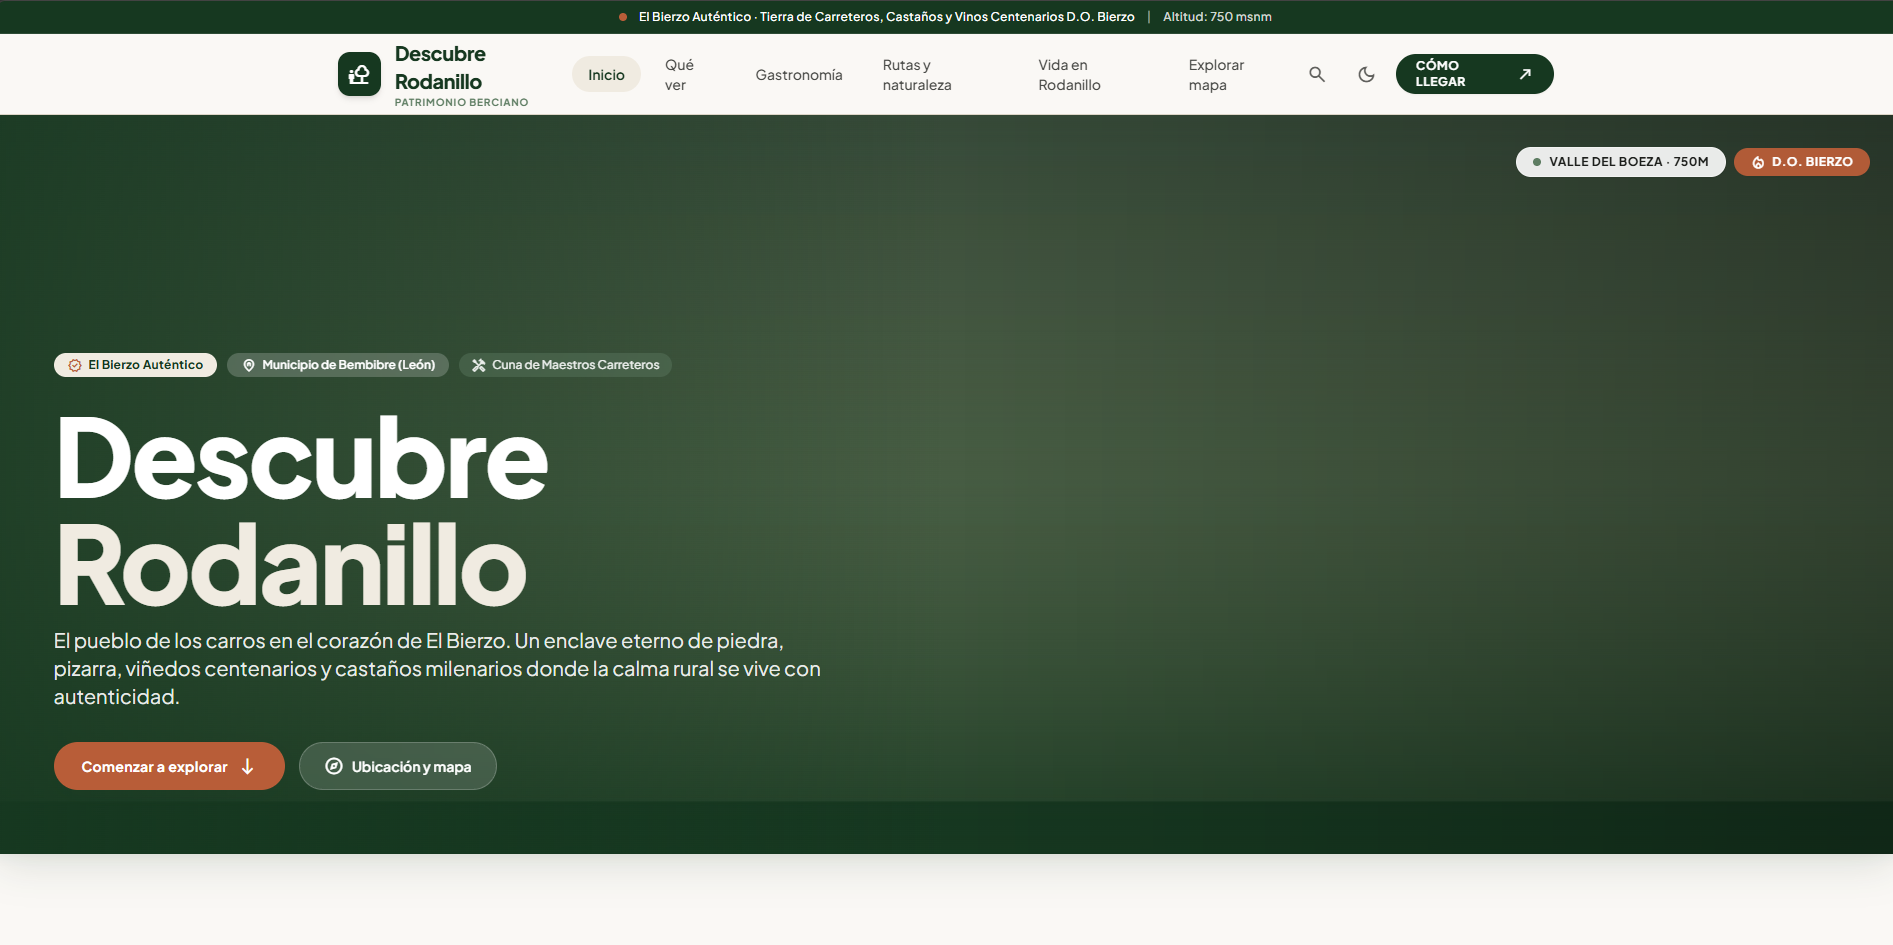 El Bierzo Auténtico · Tierra de Carreteros, Castaños y Vinos Centenarios D.O. Bierzo | Altitud: 750 msnm
Descubre
Rodanillo
PATRIMONIO BERCIANO
Inicio
Qué
ver
Gastronomía
Rutas y
naturaleza
Vida en
Rodanillo
Explorar
mapa
CÓMO
LLEGAR
VALLE DEL BOEZA · 750M
D.O. BIERZO
El Bierzo Auténtico
Municipio de Bembibre (León)
Cuna de Maestros Carreteros
Descubre
Rodanillo
El pueblo de los carros en el corazón de El Bierzo. Un enclave eterno de piedra,
pizarra, viñedos centenarios y castaños milenarios donde la calma rural se vive con
autenticidad.
Comenzar a explorar
Ubicación y mapa